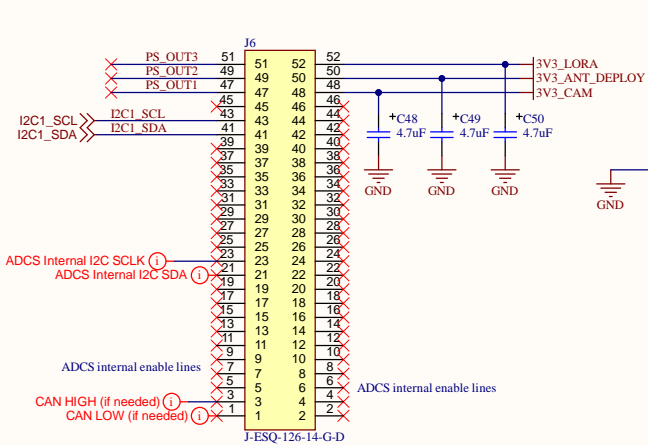 J6
PS_OUT3 51 51 52 52 3V3_LORA
PS_OUT2 49 49 50 50 3V3_ANT_DEPLOY
PS_OUT1 47 47 48 48 3V3_CAM
45 45 46 46
I2C1_SCL I2C1_SCL 43 43 44 44
I2C1_SDA I2C1_SDA 41 41 42 42
+C48 +C49 +C50
4.7uF 4.7uF 4.7uF
39 39 40 40
37 37 38 38
35 35 36 36
33 33 34 34
GND GND GND GND
31 31 32 32
29 29 30 30
27 27 28 28
25 25 26 26
ADCS Internal I2C SCLK i 23 23 24 24
ADCS Internal I2C SDA i 21 21 22 22
19 19 20 20
17 17 18 18
15 15 16 16
13 13 14 14
11 11 12 12
9 9 10 10
ADCS internal enable lines 7 7 8 8
5 5 6 6 ADCS internal enable lines
CAN HIGH (if needed) i 3 3 4 4
CAN LOW (if needed) i 1 1 2 2
J-ESQ-126-14-G-D